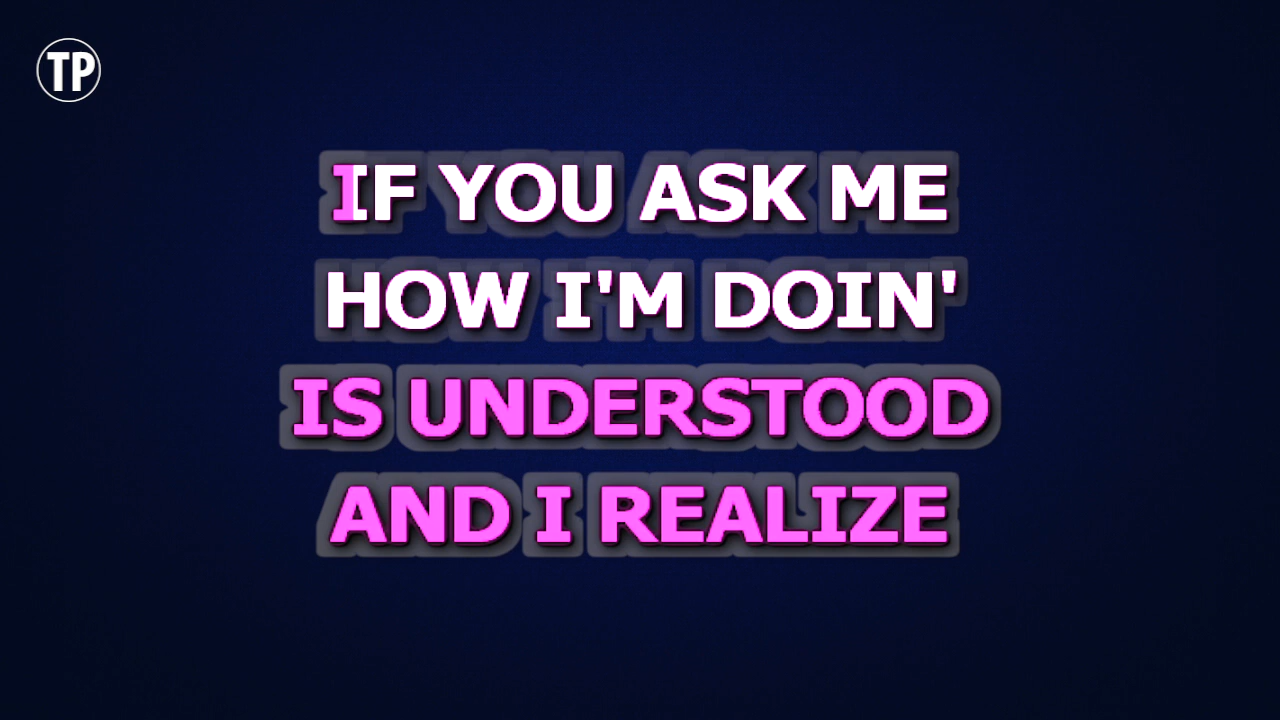 TP
IF YOU ASK ME
HOW I'M DOIN'
IS UNDERSTOOD
AND I REALIZE